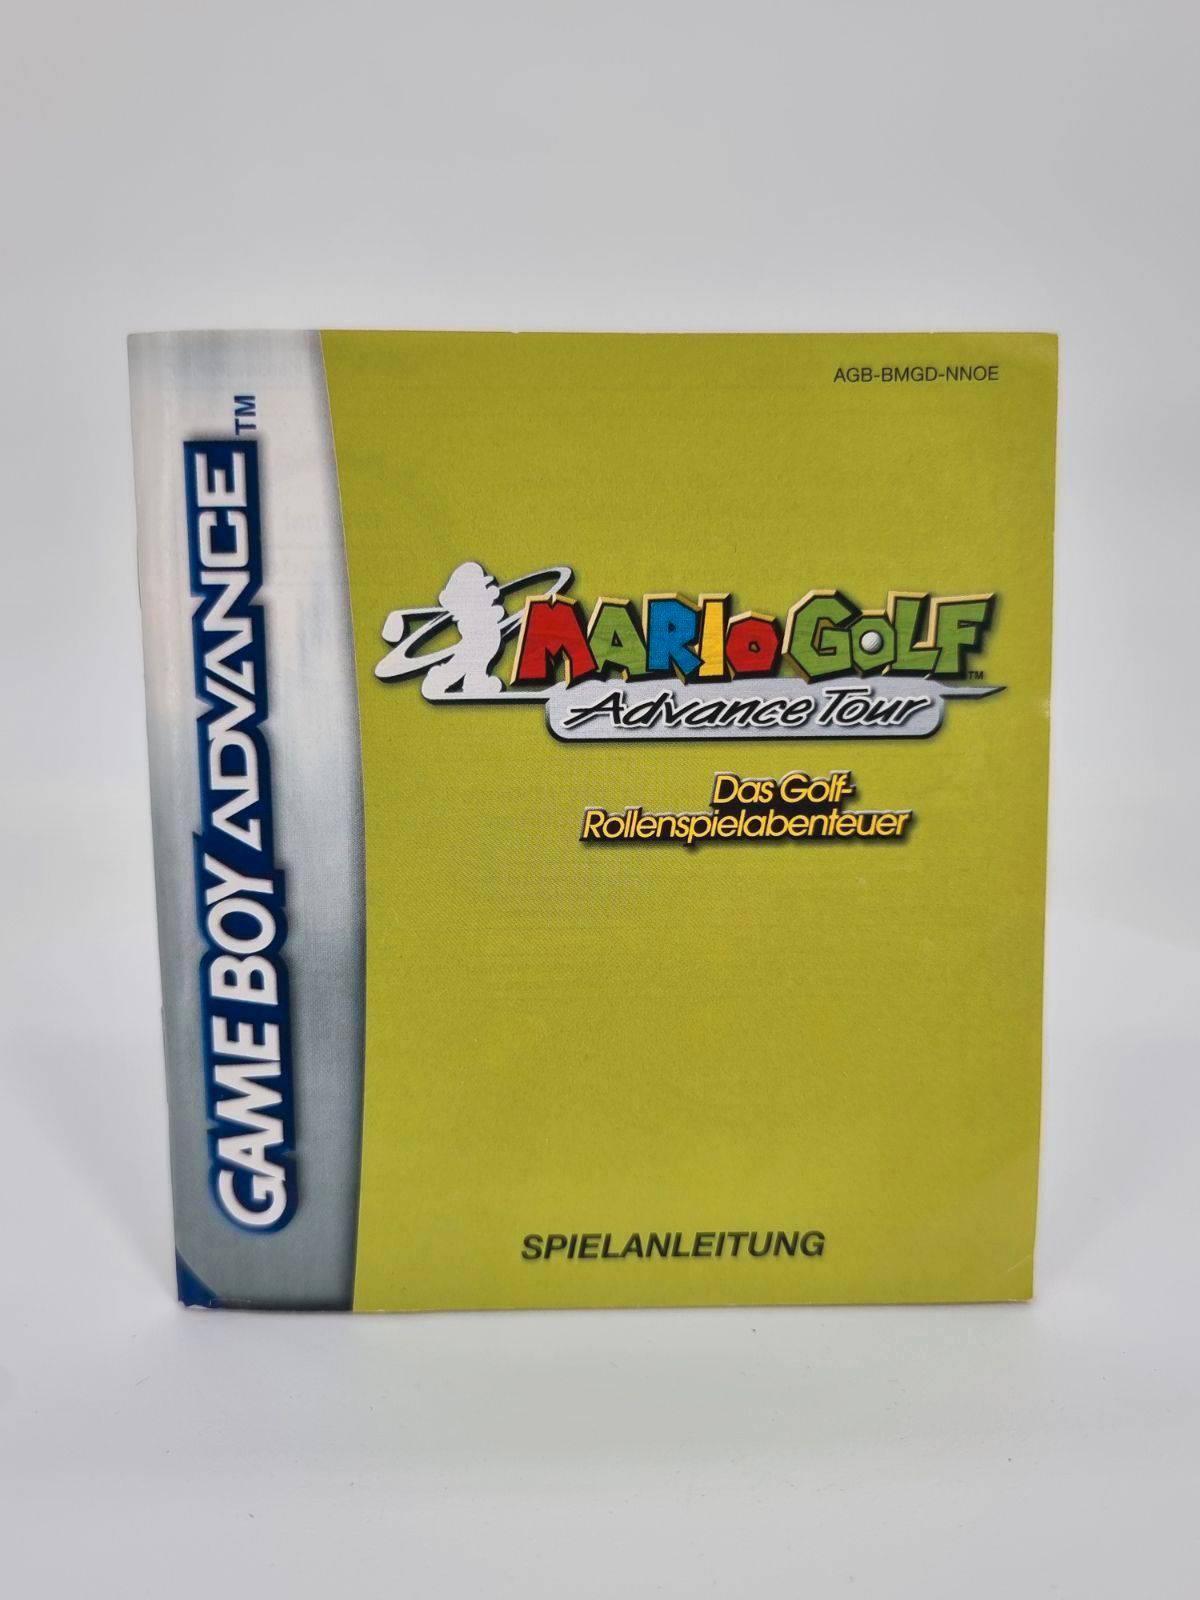 AGB-BMGD-NNOE
GAME BOY ADVANCE™
MARIO GOLF™
Advance Tour
Das Golf-
Rollenspielabenteuer
SPIELANLEITUNG